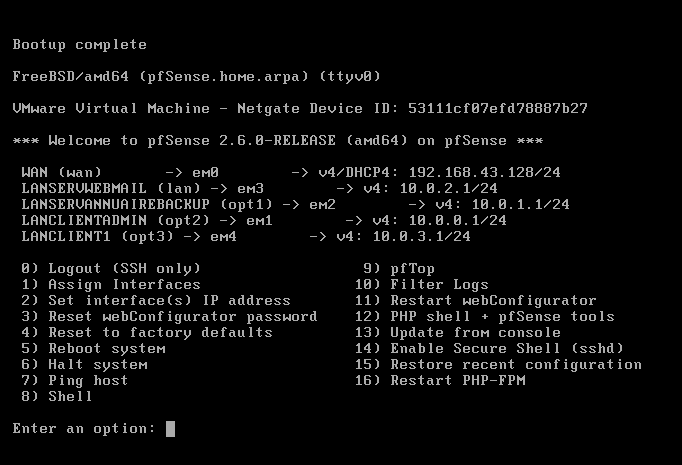 Bootup complete
FreeBSD/amd64 (pfSense.home.arpa) (ttyv0)
VMware Virtual Machine - Netgate Device ID: 53111cf07efd78887b27
*** Welcome to pfSense 2.6.0-RELEASE (amd64) on pfSense ***
WAN (wan)       -> em0        -> v4/DHCP4: 192.168.43.128/24
LANSERVWEBMAIL (lan) -> em3        -> v4: 10.0.2.1/24
LANSERVANNUAIREBACKUP (opt1) -> em2        -> v4: 10.0.1.1/24
LANCLIENTADMIN (opt2) -> em1        -> v4: 10.0.0.1/24
LANCLIENT1 (opt3) -> em4        -> v4: 10.0.3.1/24
0) Logout (SSH only)                  9) pfTop
1) Assign Interfaces                 10) Filter Logs
2) Set interface(s) IP address       11) Restart webConfigurator
3) Reset webConfigurator password    12) PHP shell + pfSense tools
4) Reset to factory defaults         13) Update from console
5) Reboot system                     14) Enable Secure Shell (sshd)
6) Halt system                       15) Restore recent configuration
7) Ping host                         16) Restart PHP-FPM
8) Shell
Enter an option: